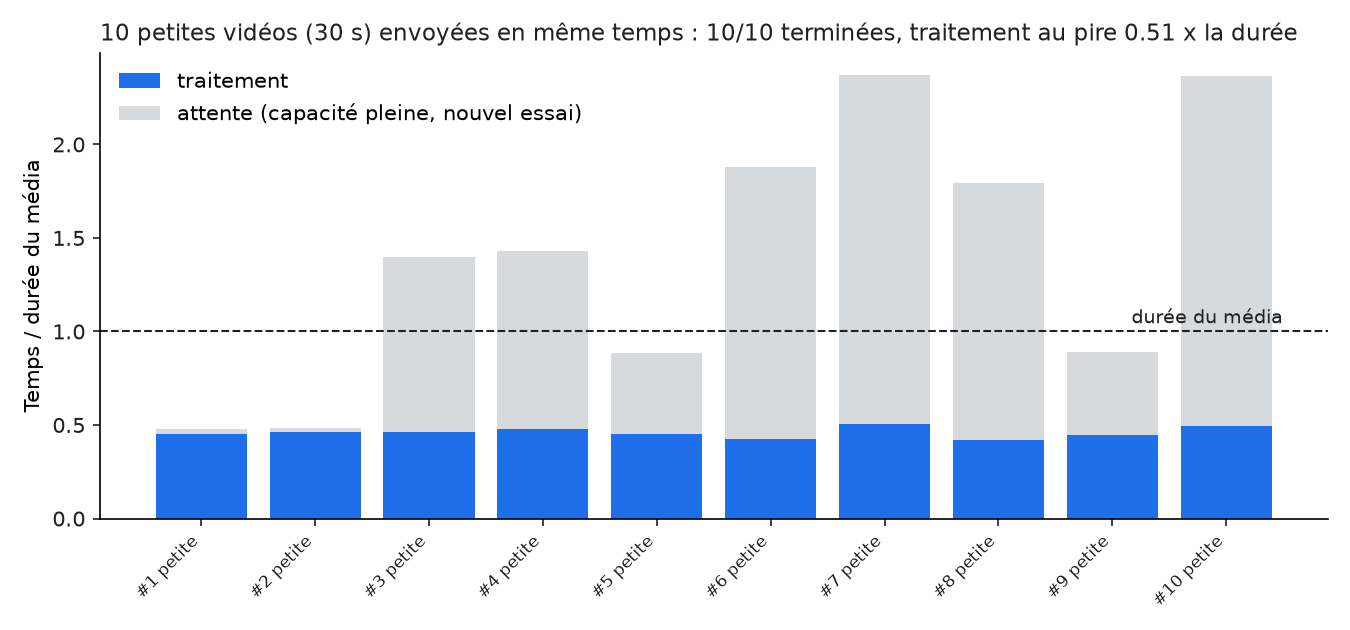 10 petites vidéos (30 s) envoyées en même temps : 10/10 terminées, traitement au pire 0.51 x la durée
traitement
attente (capacité pleine, nouvel essai)
Temps / durée du média
2.0
1.5
1.0
0.5
0.0
durée du média
#1 petite
#2 petite
#3 petite
#4 petite
#5 petite
#6 petite
#7 petite
#8 petite
#9 petite
#10 petite